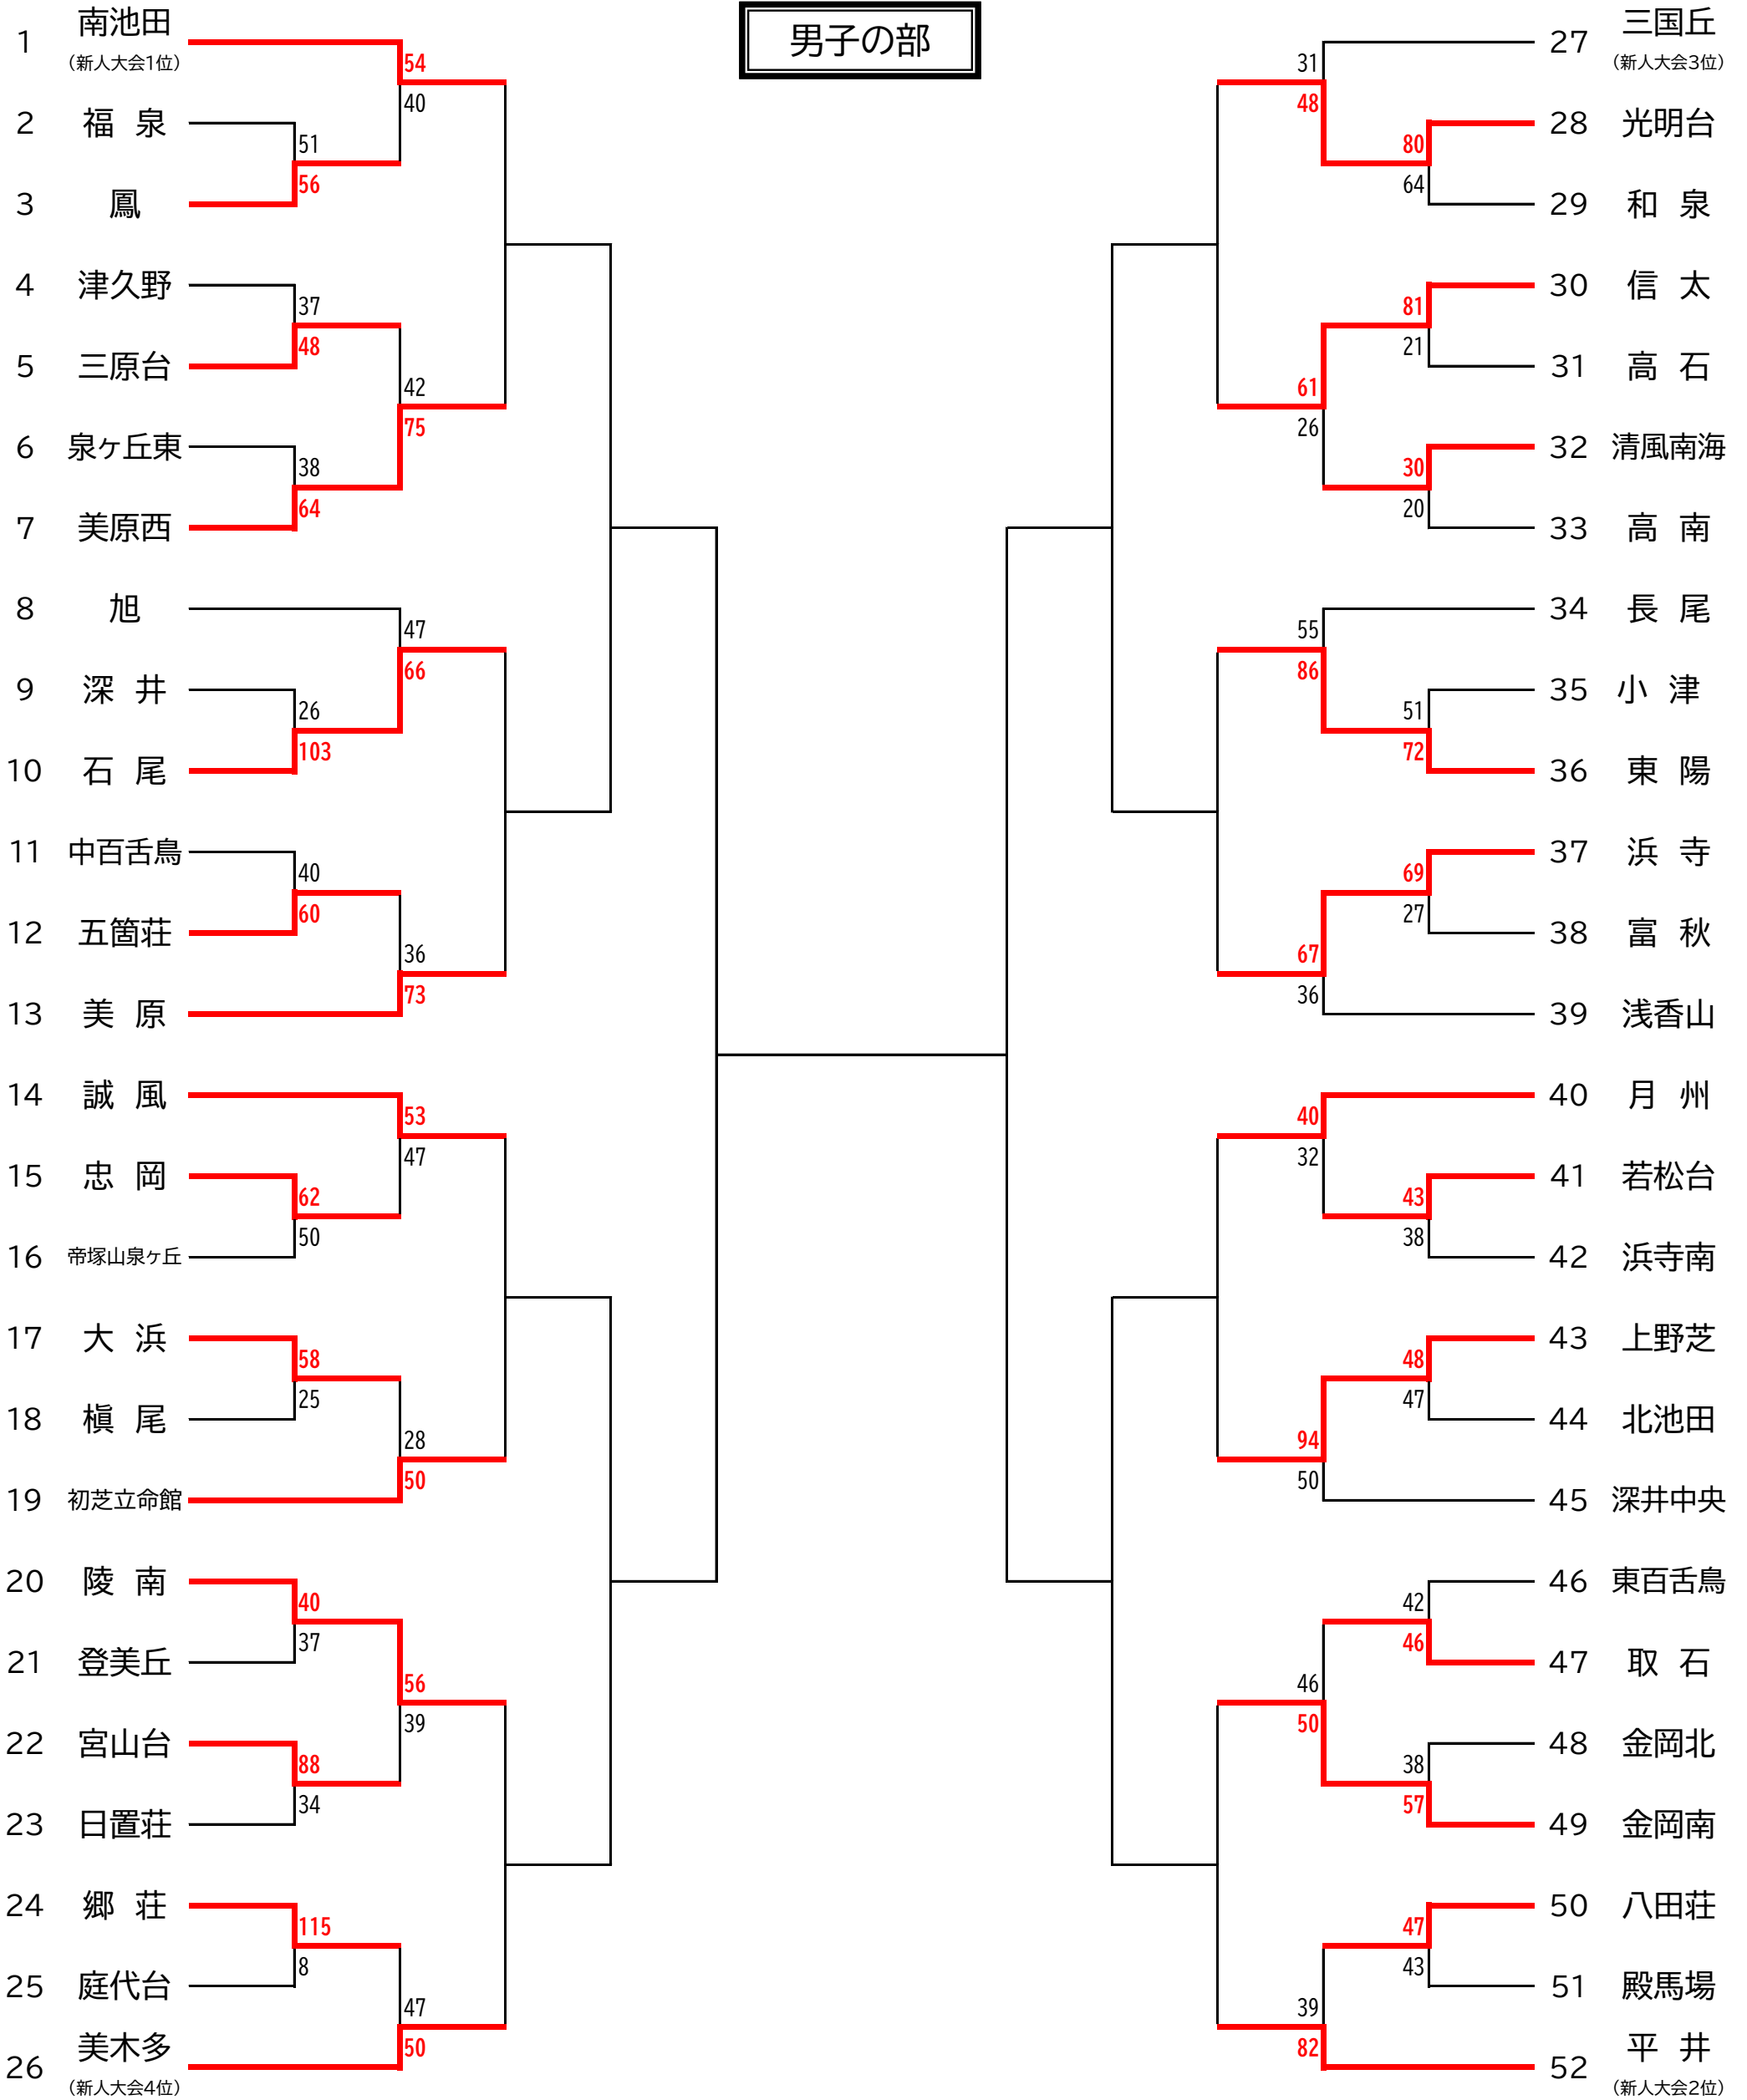 男子の部
1 南池田
（新人大会1位）
54
40
2 福 泉
51
56
3 鳳
4 津久野
37
48
5 三原台
42
75
6 泉ヶ丘東
38
64
7 美原西
8 旭
47
66
9 深 井
26
103
10 石 尾
11 中百舌鳥
40
60
12 五箇荘
36
73
13 美 原
14 誠 風
53
47
15 忠 岡
62
50
16 帝塚山泉ヶ丘
17 大 浜
58
25
18 槇 尾
28
50
19 初芝立命館
20 陵 南
40
37
21 登美丘
56
39
22 宮山台
88
34
23 日置荘
24 郷 荘
115
8
25 庭代台
47
50
26 美木多
（新人大会4位）
27 三国丘
（新人大会3位）
31
48
28 光明台
80
64
29 和 泉
30 信 太
81
21
31 高 石
61
26
32 清風南海
30
20
33 高 南
34 長 尾
55
86
35 小 津
51
72
36 東 陽
37 浜 寺
69
27
38 富 秋
67
36
39 浅香山
40 月 州
40
32
41 若松台
43
38
42 浜寺南
43 上野芝
48
47
44 北池田
94
50
45 深井中央
46 東百舌鳥
42
46
47 取 石
46
50
48 金岡北
38
57
49 金岡南
50 八田荘
47
43
51 殿馬場
39
82
52 平 井
（新人大会2位）